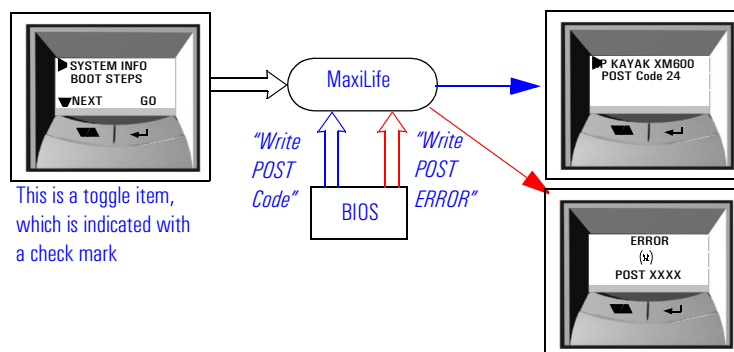 SYSTEM INFO
BOOT STEPS
NEXT GO
This is a toggle item,
which is indicated with
a check mark
MaxiLife
"Write
POST
Code"
"Write
POST
ERROR"
BIOS
P KAYAK XM600
POST Code 24
ERROR
(x)
POST XXXX